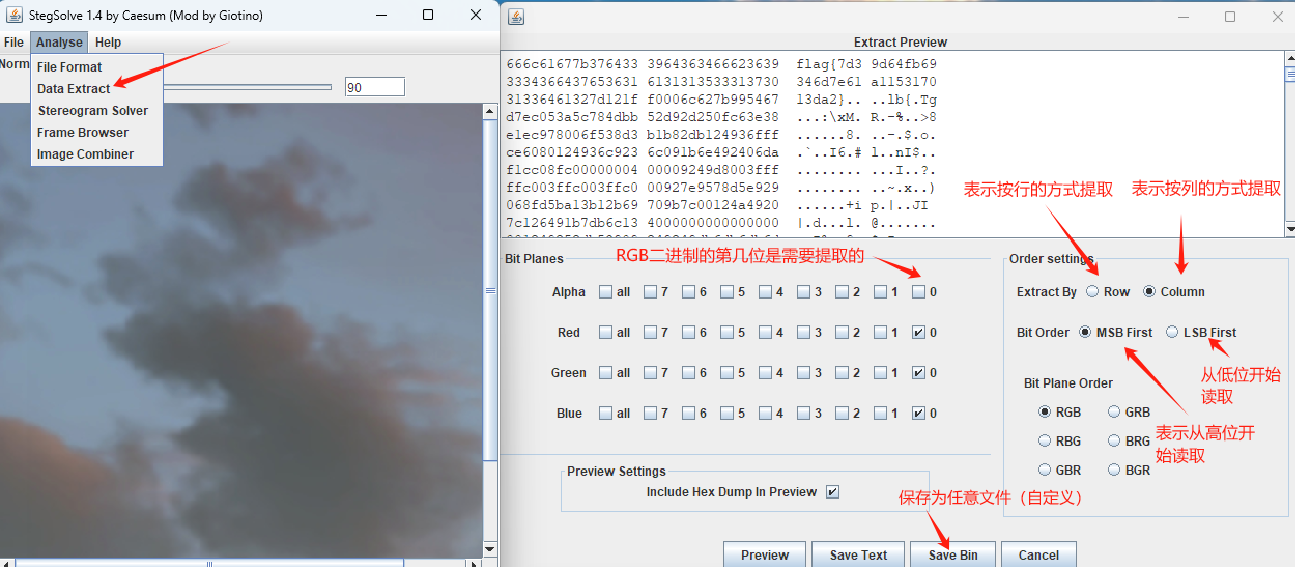 StegSolve 1.4 by Caesum (Mod by Giotino)
File Analyse Help
Norm
File Format
Data Extract
Stereogram Solver
Frame Browser
Image Combiner
90
Extract Preview
666c61677b376433 3964636466623639 flag{7d3 9d64fb69
3334366437653631 6131313533313730 346d7e61 a1153170
31336461327d121f f0006c627b995467 13da2}.. ..lb{.Tg
d7ec053a5c784dbb 52d92d250fc63e38 ...:\xM. R.-%..>8
e1ec978006f538d3 b1b82db124936fff ......8. ..-.$.o.
ce6080124936c923 6c091b6e492406da .`..I6.# l..nI$..
f1cc08fc00000004 00009249d8003fff ........ ...I..?.
ffc003ffc003ffc0 00927e9578d5e929 ........ ..~.x..)
068fd5ba13b12b69 709b7c00124a4920 ......+i p.|..JI
7c126491b7db6c13 4000000000000000 |.d...l. @.......
表示按行的方式提取
表示按列的方式提取
RGB二进制的第几位是需要提取的
Bit Planes
Alpha all 7 6 5 4 3 2 1 0
Red all 7 6 5 4 3 2 1 0
Green all 7 6 5 4 3 2 1 0
Blue all 7 6 5 4 3 2 1 0
Order settings
Extract By Row Column
Bit Order MSB First LSB First
从低位开始
读取
Bit Plane Order
RGB GRB
RBG BRG
GBR BGR
表示从高位开
始读取
Preview Settings
Include Hex Dump In Preview
保存为任意文件（自定义）
Preview Save Text Save Bin Cancel